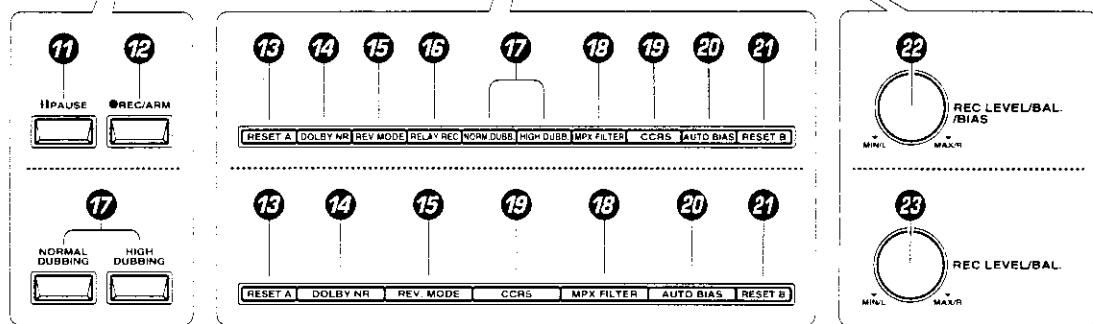 11 12
❙❙PAUSE ●REC/ARM
17
NORMAL DUBBING HIGH DUBBING
13 14 15 16 17 18 19 20 21
RESET A DOLBY NR REV MODE RELAY REC NORM.DUBB. HIGH DUBB. MPX FILTER CCRS AUTO BIAS RESET B
13 14 15 19 18 20 21
RESET A DOLBY NR REV. MODE CCRS MPX FILTER AUTO BIAS RESET B
22
REC LEVEL/BAL.
/BIAS
MIN/L MAX/R
23
REC LEVEL/BAL.
MIN/L MAX/R